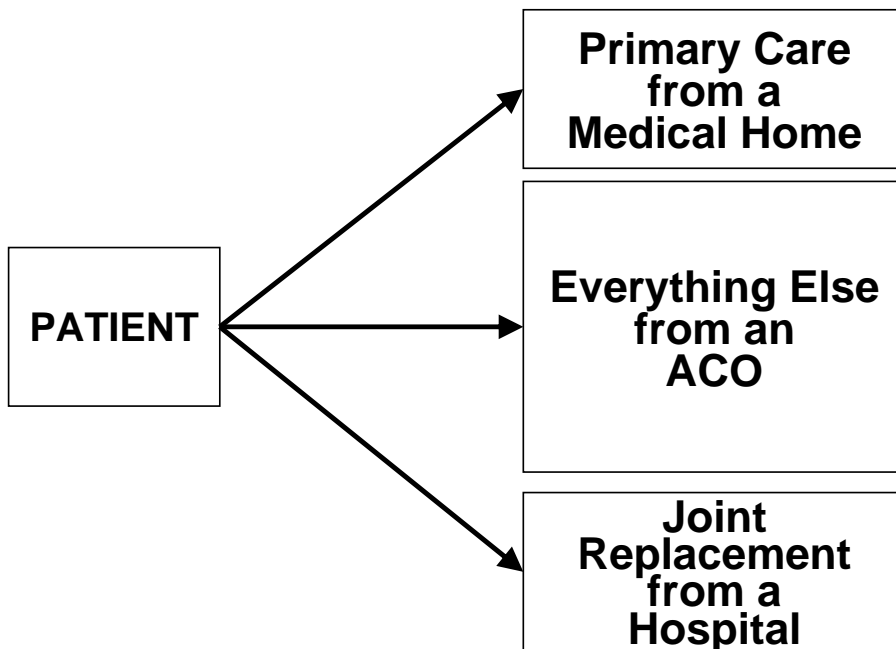 Primary Care
from a
Medical Home
PATIENT
Everything Else
from an
ACO
Joint
Replacement
from a
Hospital